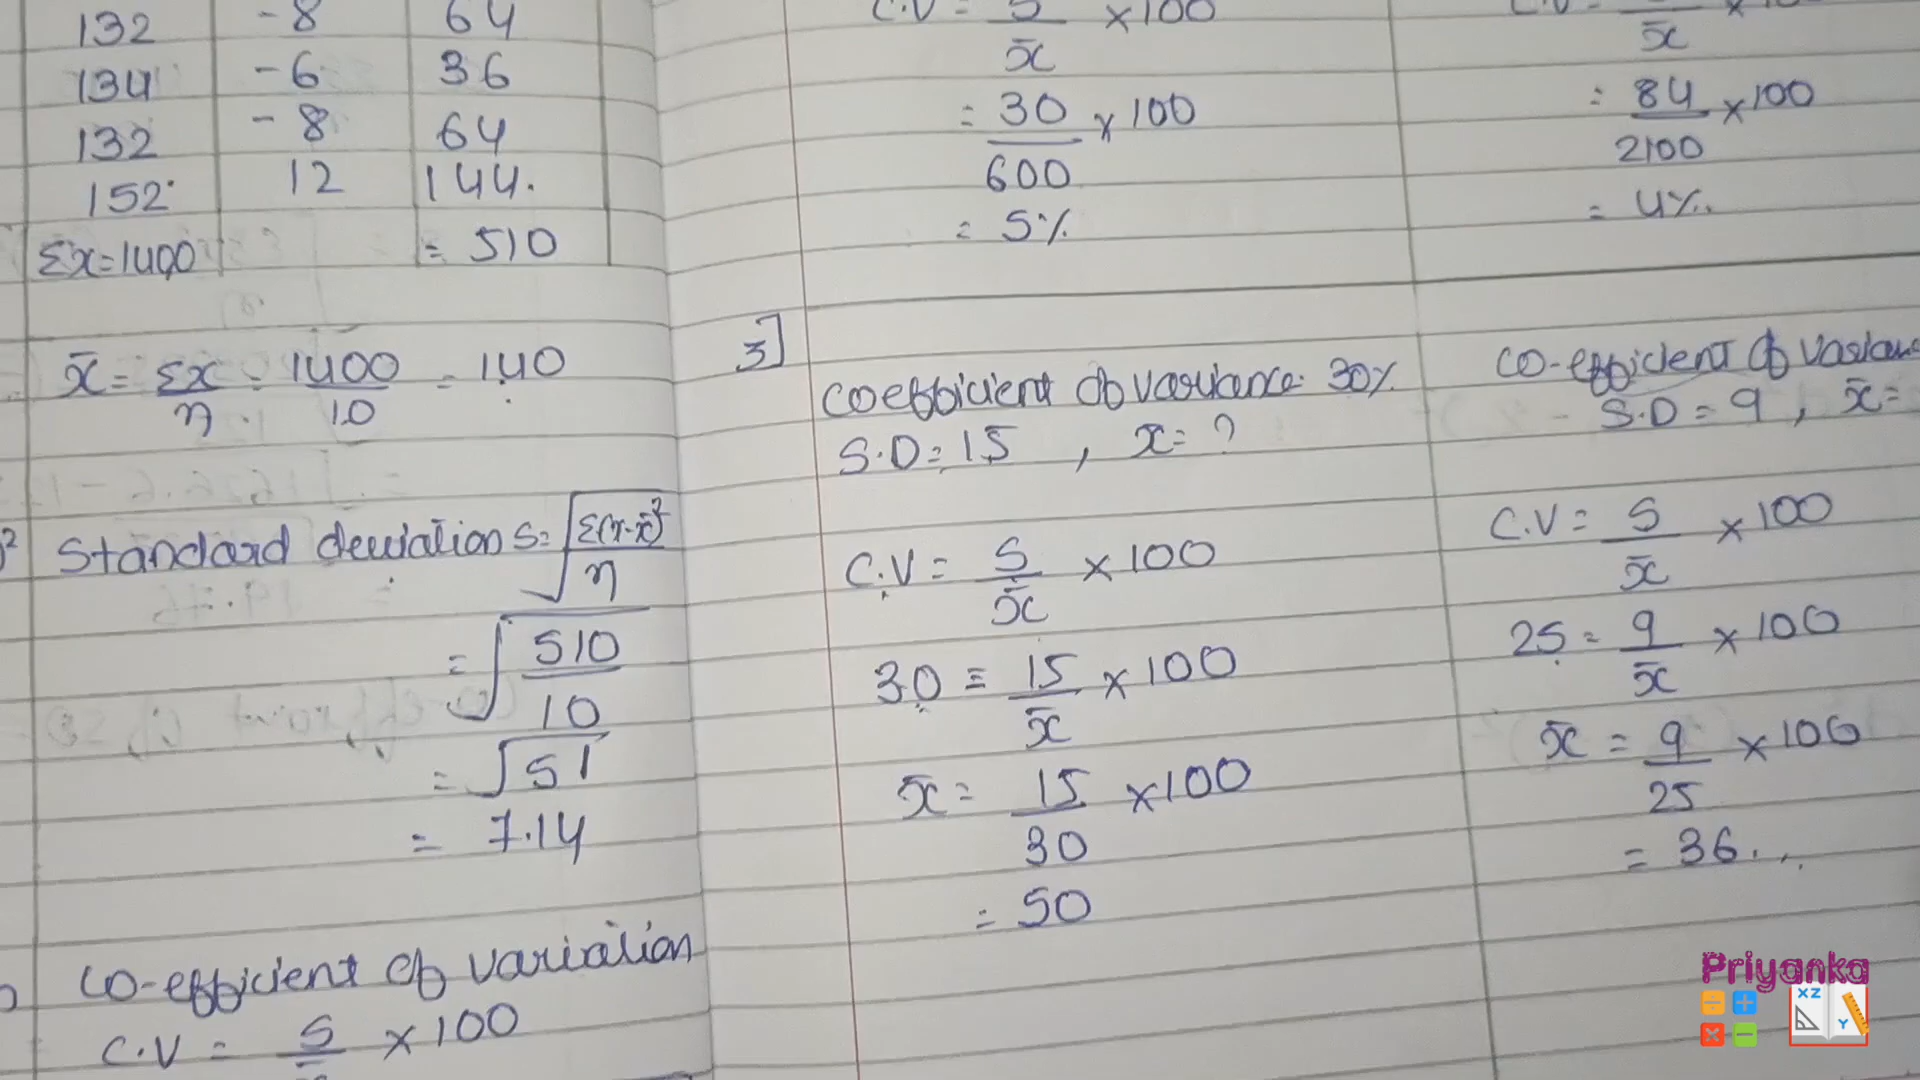 132 -8 64
134 -6 36
132 -8 64
152 12 144.
Σx=1400 = 510
x̄ = Σx/n = 1400/10 = 140
Standard deviation S= √Σ(x-x̄)²/n
= √510/10
= √51
= 7.14
co-efficient of variation
C.V = S/x̄ × 100
C.V = S/x̄ × 100
= 30/600 × 100
= 5%
3]
coefficient of variance 30%
S.D = 15 , x = ?
C.V = S/x̄ × 100
30 = 15/x̄ × 100
x̄ = 15/30 × 100
= 50
x̄
= 84/2100 × 100
= 4%
co-efficient of
S.D = 9 , x̄ =
C.V = S/x̄ × 100
25 = 9/x̄ × 100
x̄ = 9/25 × 100
= 36
Priyanka
XZ
Y